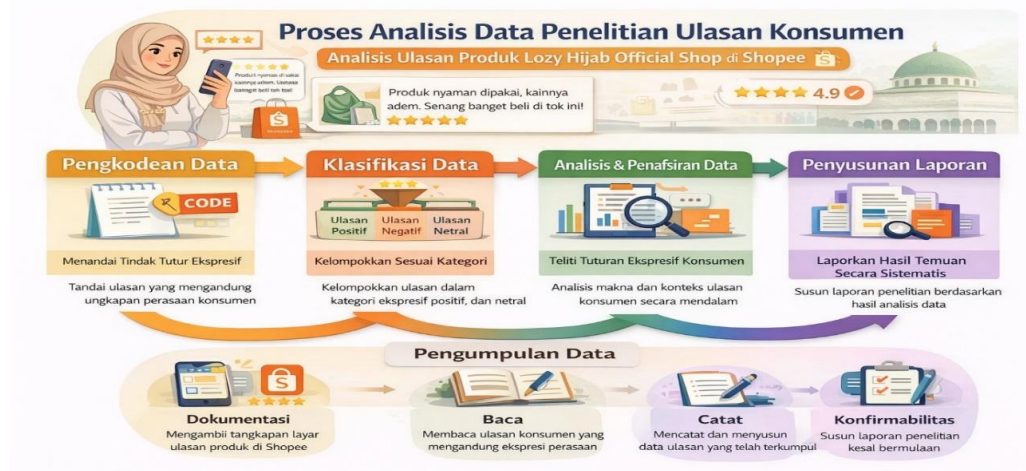 Proses Analisis Data Penelitian Ulasan Konsumen
Analisis Ulasan Produk Lozy Hijab Official Shop di Shopee
Produk nyaman dipakai, kainnya
adem. Senang banget beli di tok ini!
4.9
Pengkodean Data
Klasifikasi Data
Analisis & Penafsiran Data
Penyusunan Laporan
CODE
Ulasan Positif
Ulasan Negatif
Ulasan Netral
Menandai Tindak Tutur Ekspresif
Kelompokkan Sesuai Kategori
Teliti Tuturan Ekspresif Konsumen
Laporkan Hasil Temuan
Secara Sistematis
Tandai ulasan yang mengandung
ungkapan perasaan konsumen
Kelompokkan ulasan dalam
kategori ekspresif positif, dan netral
Analisis makna dan konteks ulasan
konsumen secara mendalam
Susun laporan penelitian berdasarkan
hasil analisis data
Pengumpulan Data
Dokumentasi
Mengambii tangkapan layar
ulasan produk di Shopee
Baca
Membaca ulasan konsumen yang
mengandung ekspresi perasaan
Catat
Mencatat dan menyusun
data ulasan yang telah terkumpul
Konfirmabilitas
Susun laporan penelitian
kesal bermulaan